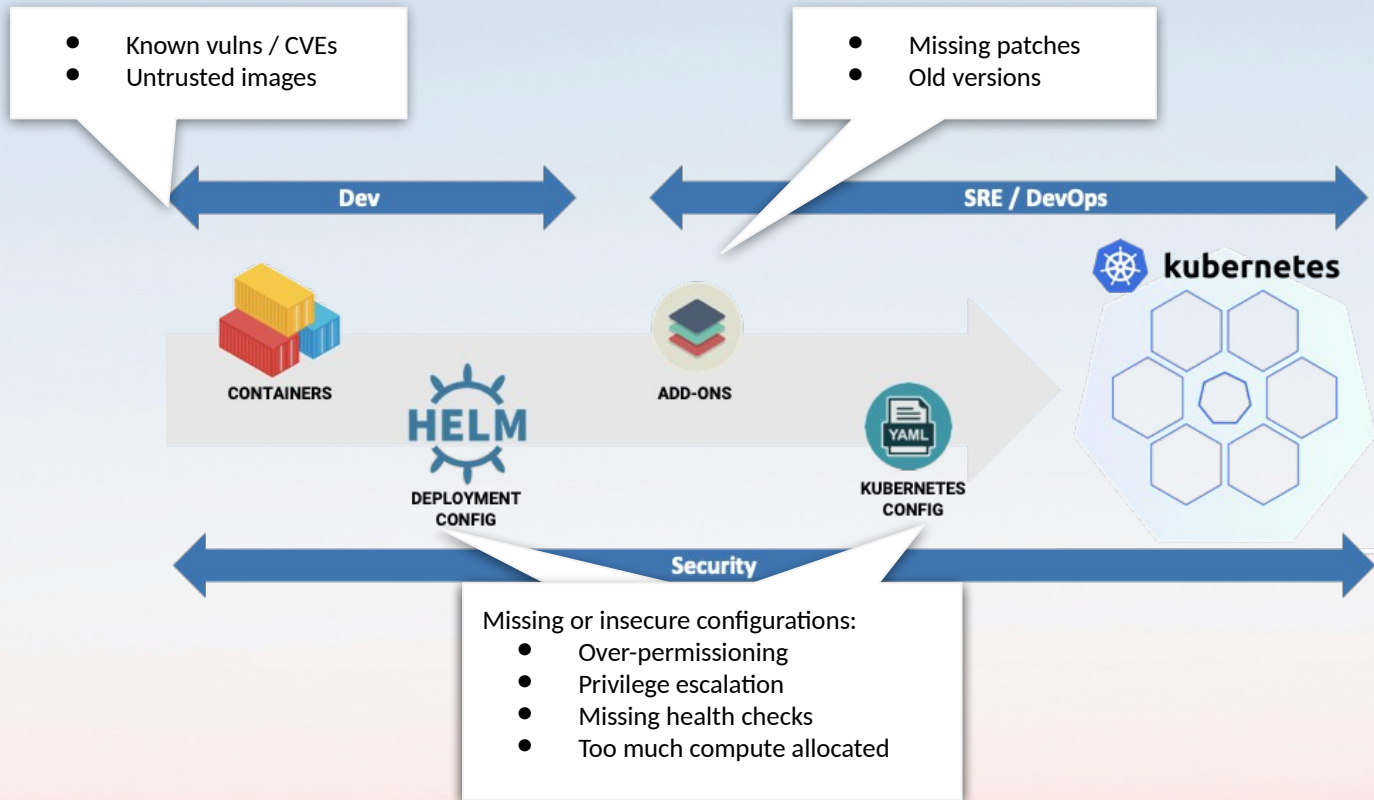 ● Known vulns / CVEs
● Untrusted images
● Missing patches
● Old versions
Dev
SRE / DevOps
kubernetes
CONTAINERS
HELM
DEPLOYMENT
CONFIG
ADD-ONS
YAML
KUBERNETES
CONFIG
Security
Missing or insecure configurations:
● Over-permissioning
● Privilege escalation
● Missing health checks
● Too much compute allocated